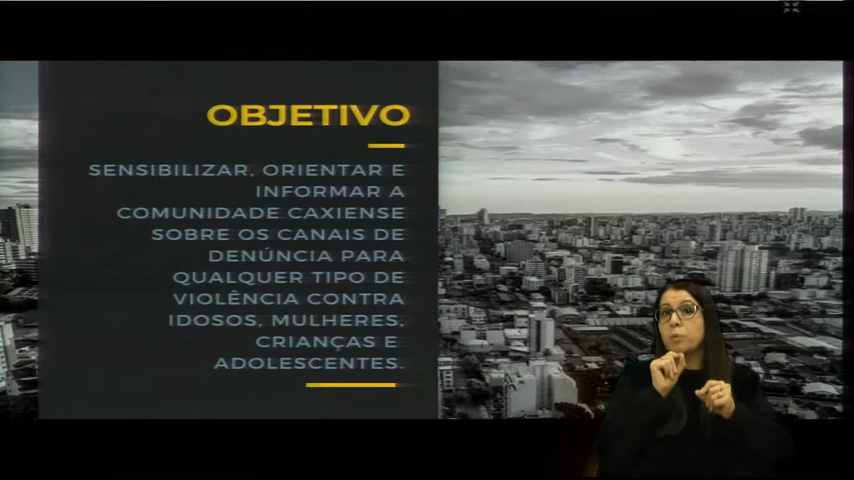 OBJETIVO
SENSIBILIZAR, ORIENTAR E
INFORMAR A
COMUNIDADE CAXIENSE
SOBRE OS CANAIS DE
DENÚNCIA PARA
QUALQUER TIPO DE
VIOLÊNCIA CONTRA
IDOSOS, MULHERES,
CRIANÇAS E
ADOLESCENTES.